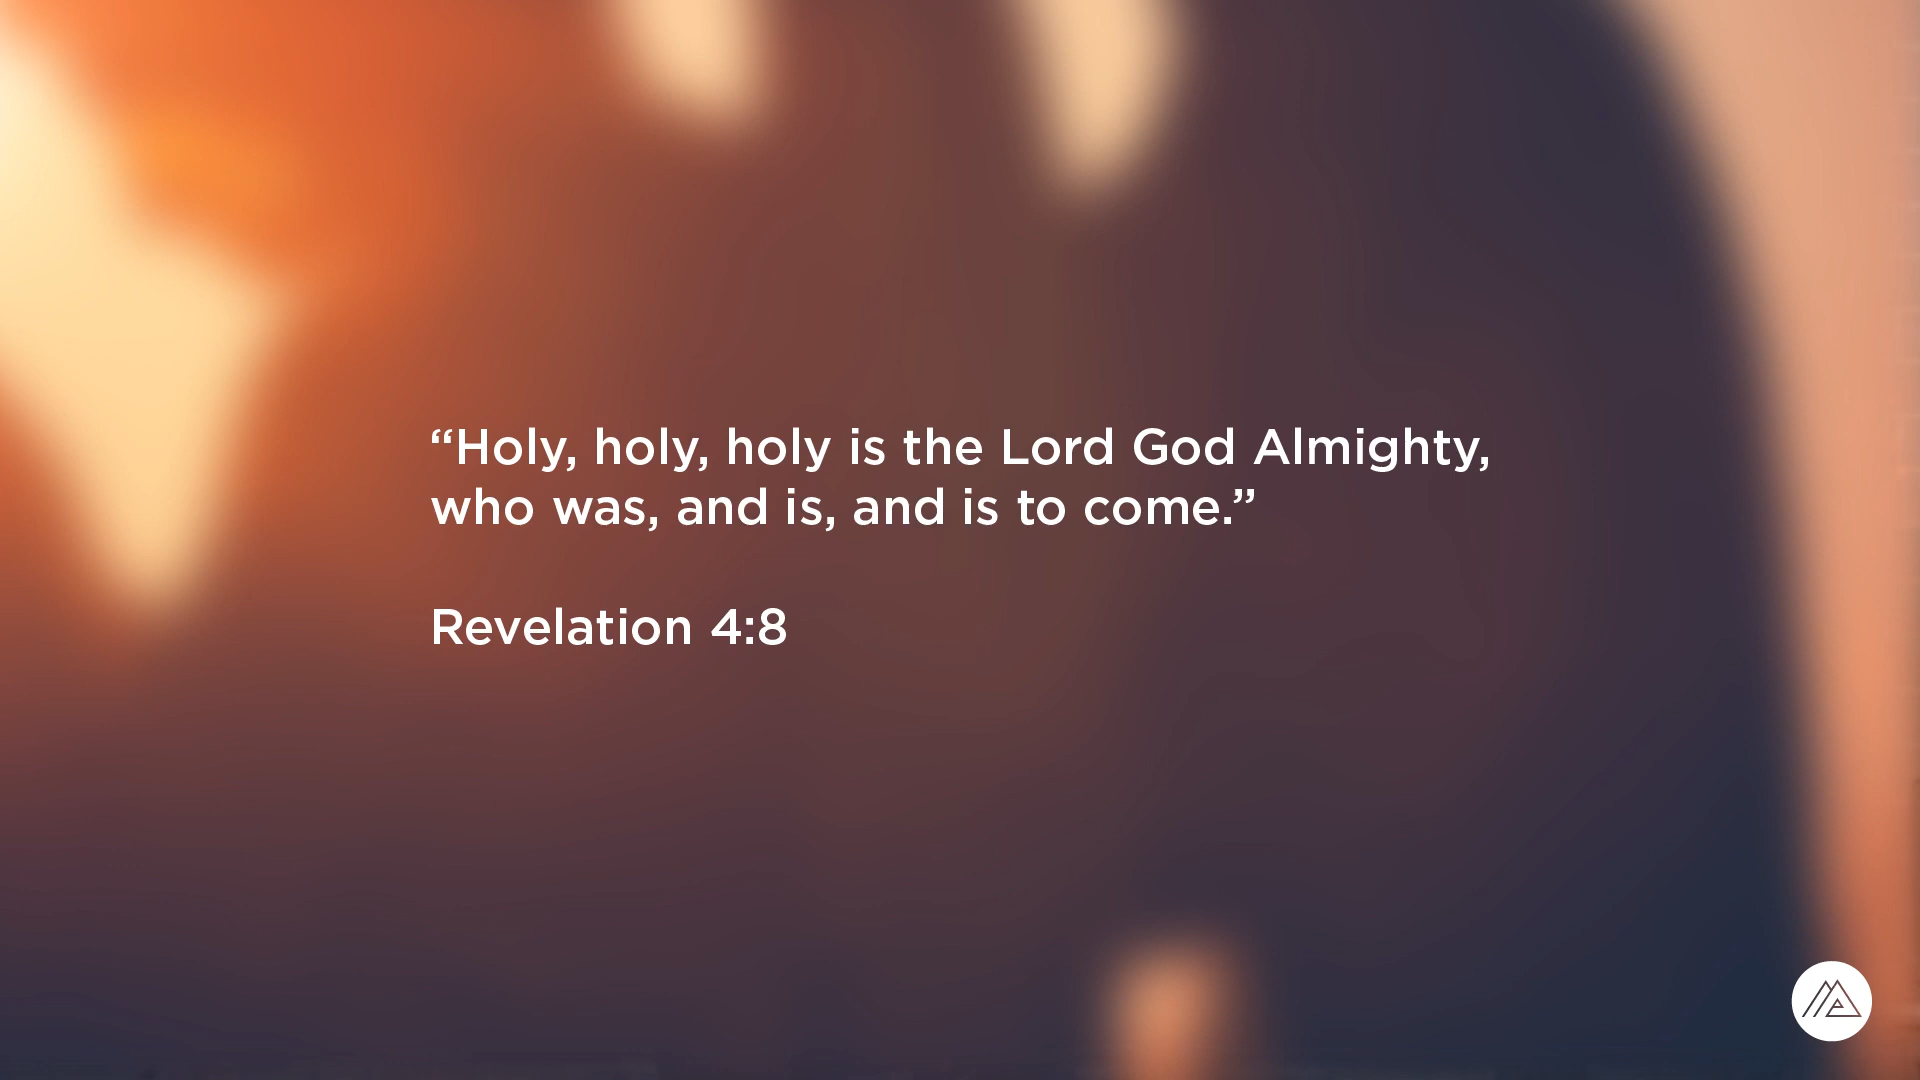 “Holy, holy, holy is the Lord God Almighty,
who was, and is, and is to come.”
Revelation 4:8